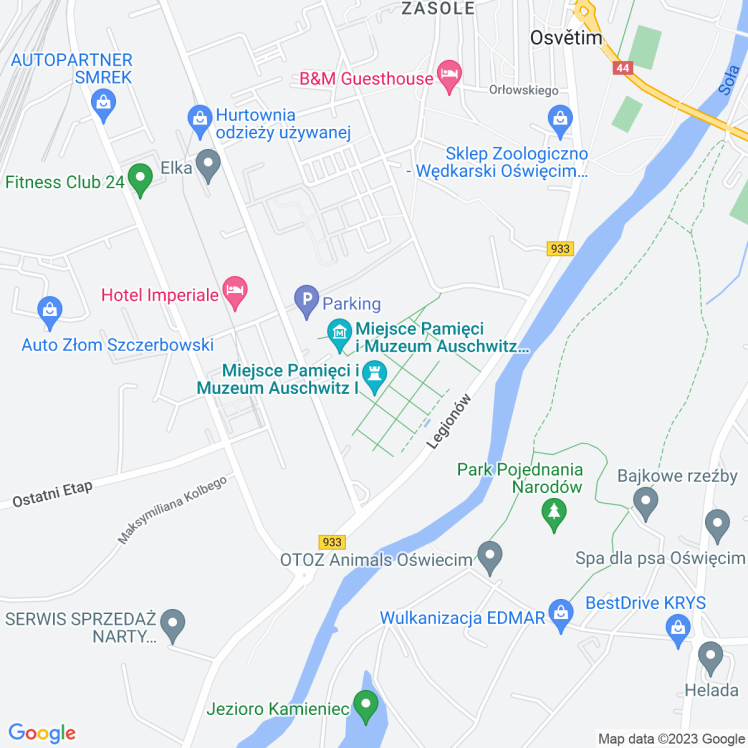 ZASOLE
Osvětim
AUTOPARTNER
SMREK
44
Soła
B&M Guesthouse
Orłowskiego
Hurtownia
odzieży używanej
Sklep Zoologiczno
- Wędkarski Oświęcim...
Elka
Fitness Club 24
933
Hotel Imperiale
P
Parking
Auto Złom Szczerbowski
Miejsce Pamięci
i Muzeum Auschwitz...
Miejsce Pamięci i
Muzeum Auschwitz I
Legionów
Park Pojednania
Narodów
Bajkowe rzeźby
Ostatni Etap
Maksymiliana Kolbego
933
OTOZ Animals Oświecim
Spa dla psa Oświęcim
SERWIS SPRZEDAŻ
NARTY...
Wulkanizacja EDMAR
BestDrive KRYS
Helada
Jezioro Kamieniec
Google
Map data ©2023 Google